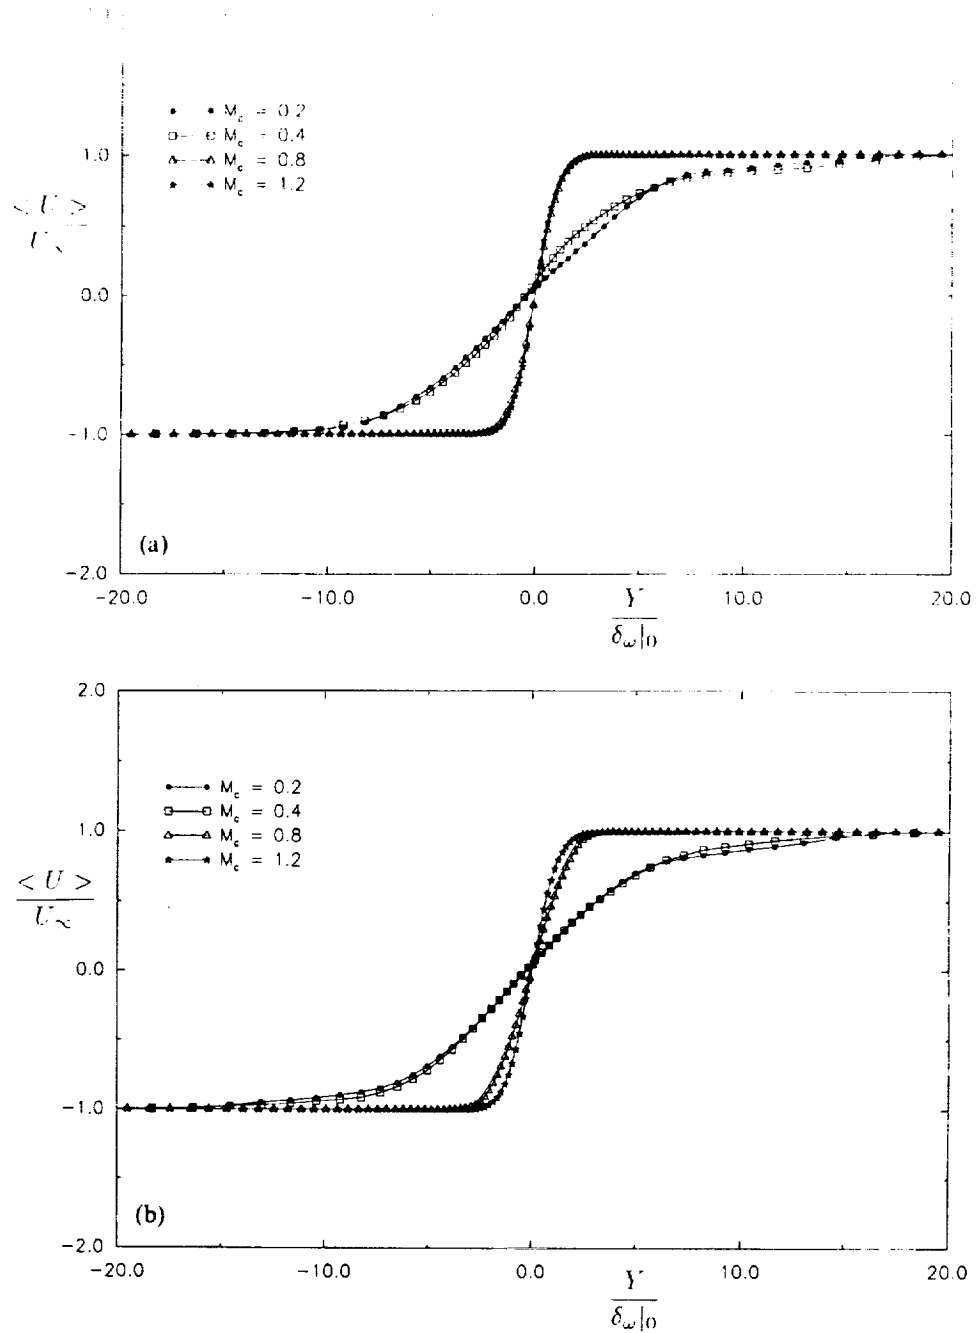 M_c = 0.2
M_c = 0.4
M_c = 0.8
M_c = 1.2
1.0
< U >
U
0.0
−1.0
(a)
−2.0
−20.0 −10.0 0.0 10.0 20.0
Y
δ_ω|0
2.0
M_c = 0.2
M_c = 0.4
M_c = 0.8
M_c = 1.2
1.0
< U >
U_∞
0.0
−1.0
(b)
−2.0
−20.0 −10.0 0.0 10.0 20.0
Y
δ_ω|0